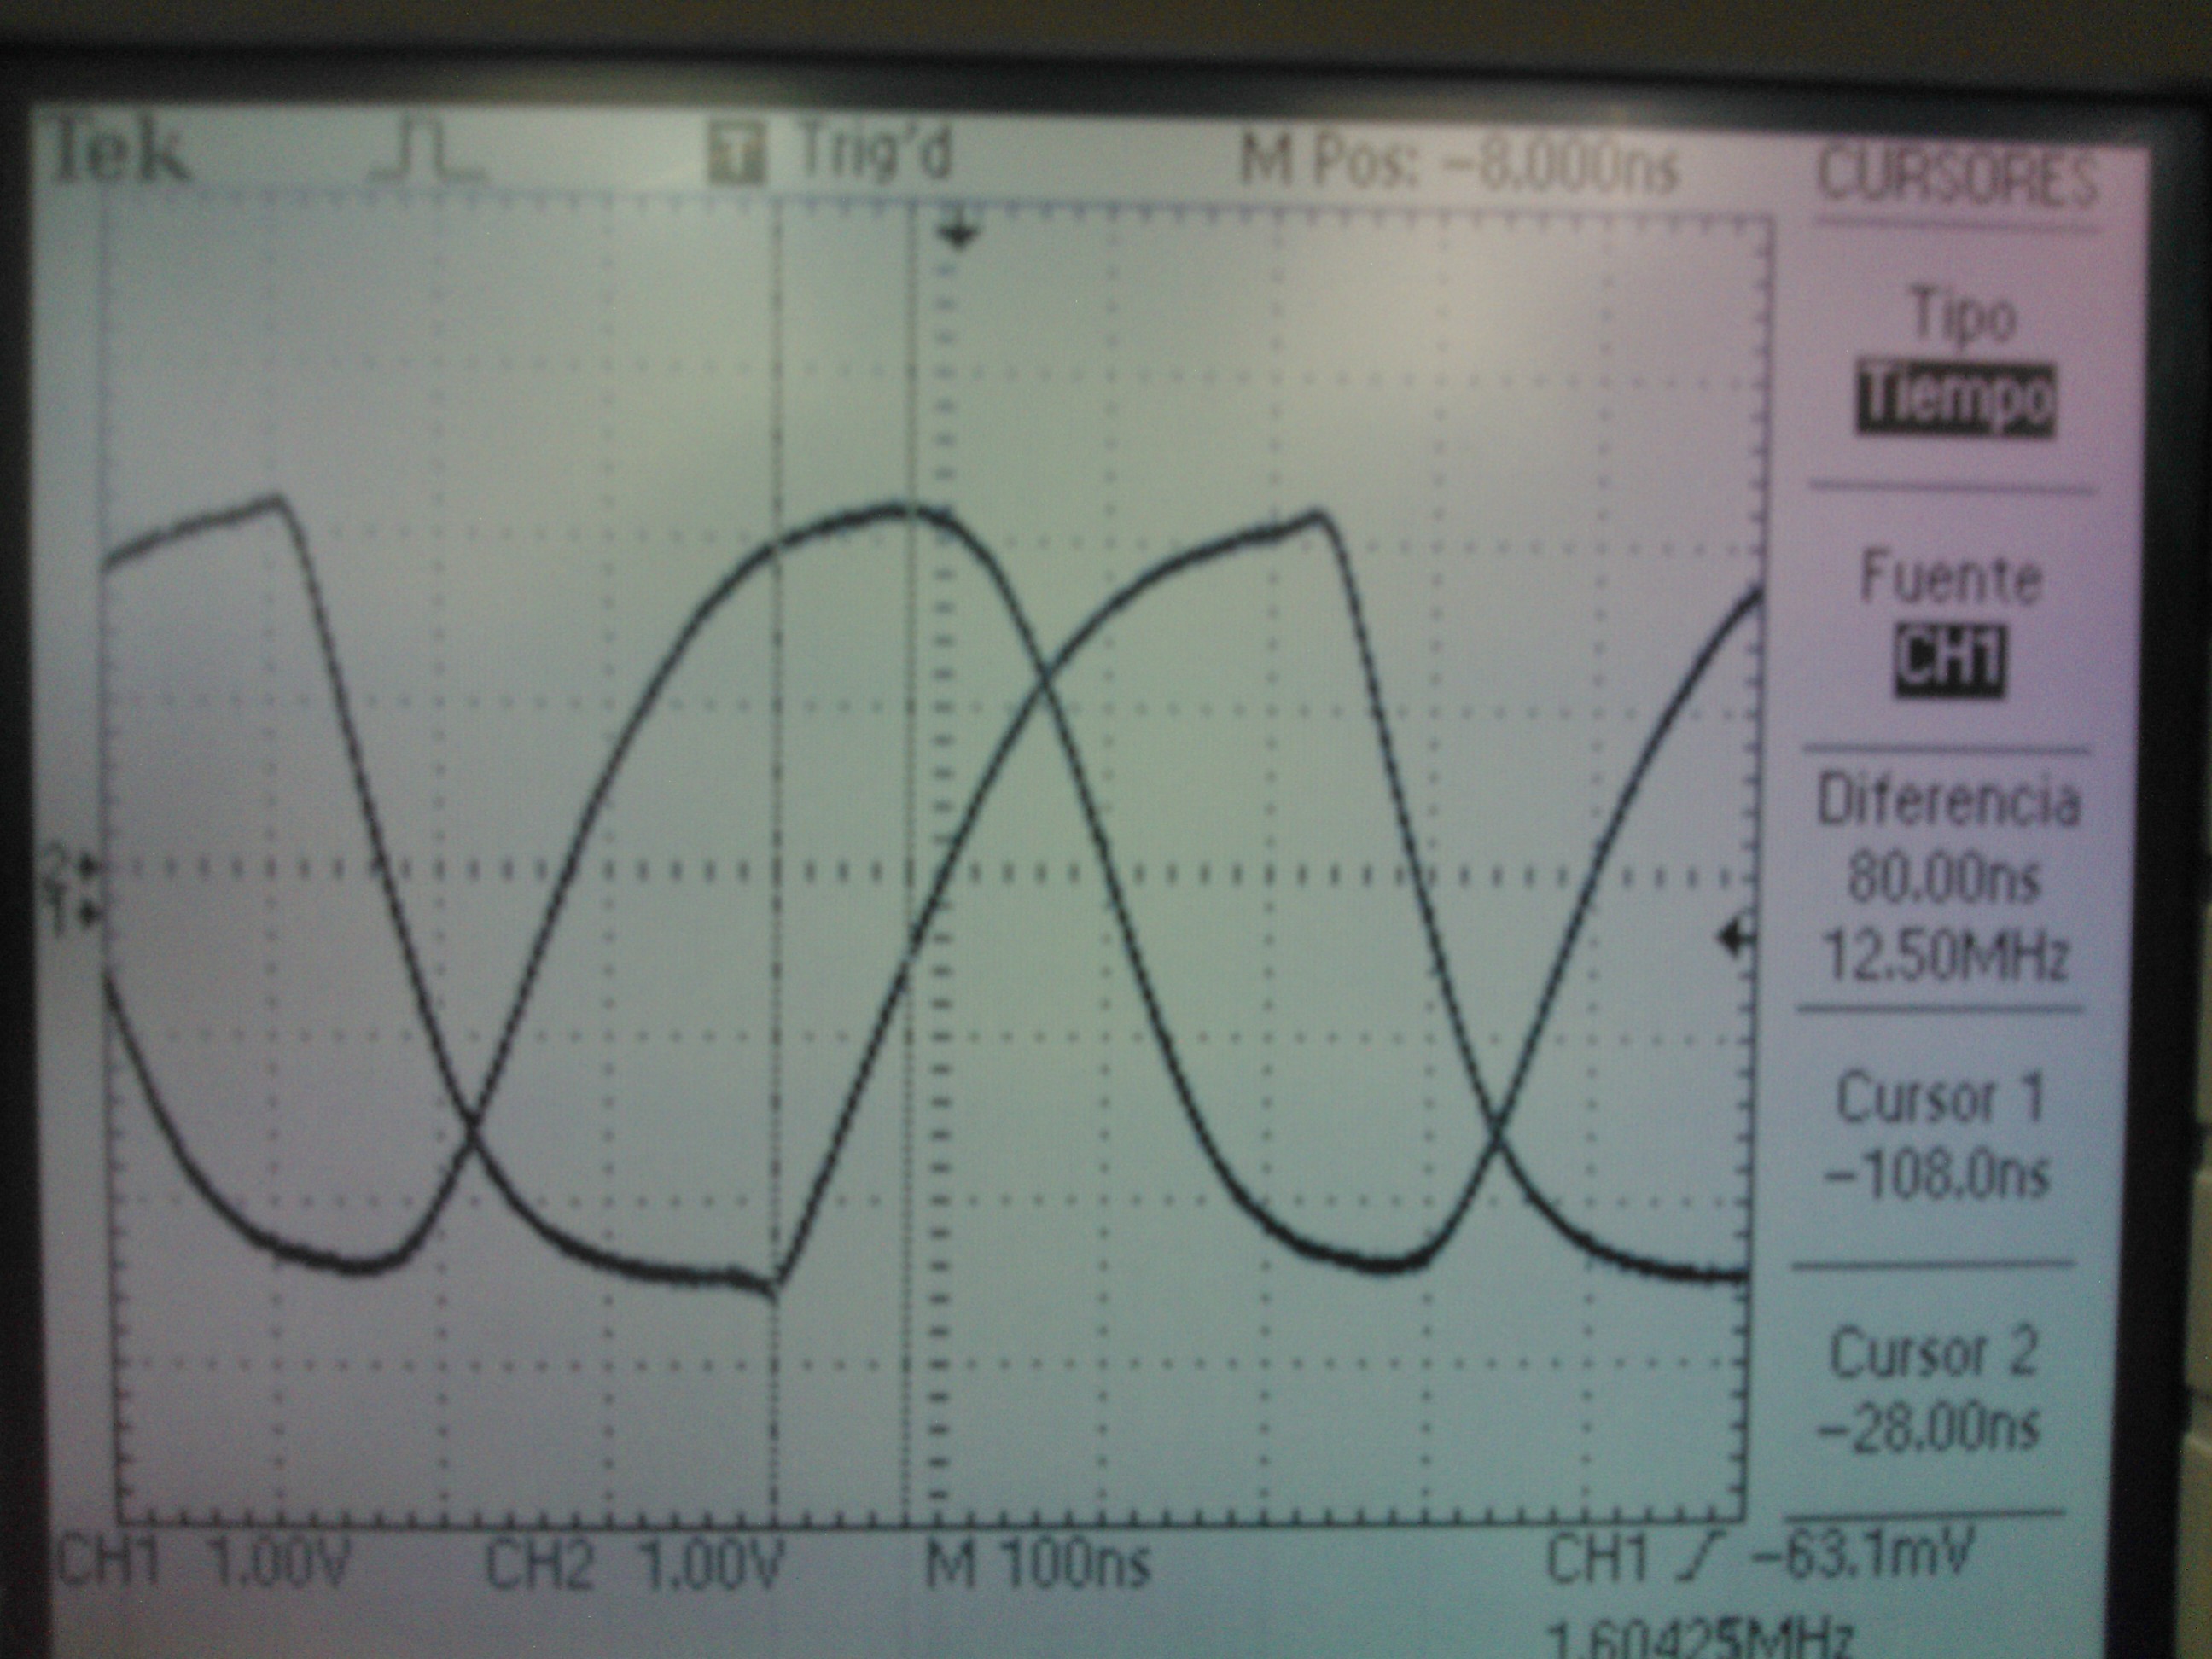 Tek T Trig'd M Pos: -8.000ns CURSORES
Tipo
Tiempo
Fuente
CH1
Diferencia
80.00ns
12.50MHz
Cursor 1
-108.0ns
Cursor 2
-28.00ns
2
1
CH1 1.00V CH2 1.00V M 100ns CH1 -63.1mV
1.60425MHz